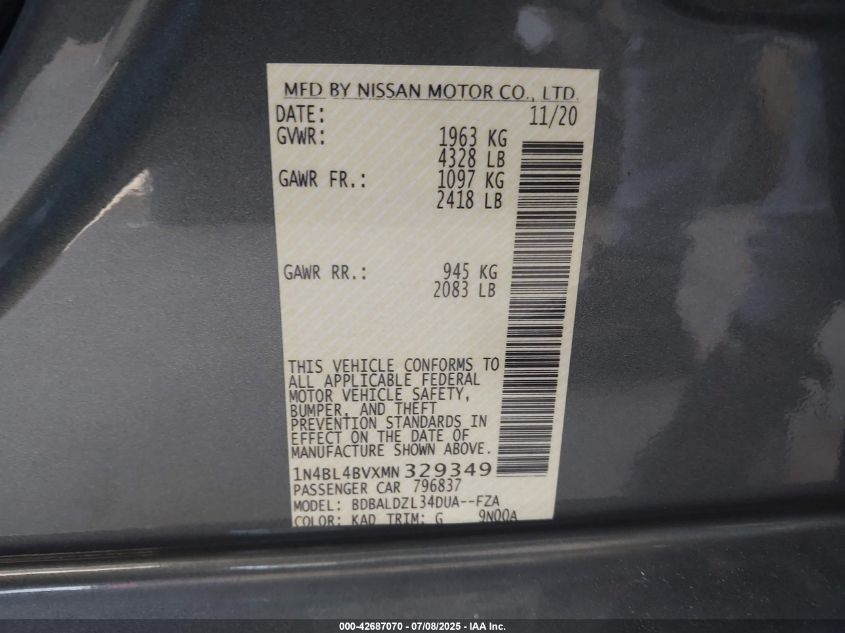 MFD BY NISSAN MOTOR CO., LTD.
DATE: 11/20
GVWR: 1963 KG
4328 LB
GAWR FR.: 1097 KG
2418 LB
GAWR RR.: 945 KG
2083 LB
THIS VEHICLE CONFORMS TO
ALL APPLICABLE FEDERAL
MOTOR VEHICLE SAFETY,
BUMPER, AND THEFT
PREVENTION STANDARDS IN
EFFECT ON THE DATE OF
MANUFACTURE SHOWN ABOVE.
1N4BL4BVXMN329349
PASSENGER CAR 796837
MODEL: BDBALDZL34DUA--FZA
COLOR: KAD TRIM: G 9N00A
000-42687070 - 07/08/2025 - IAA Inc.